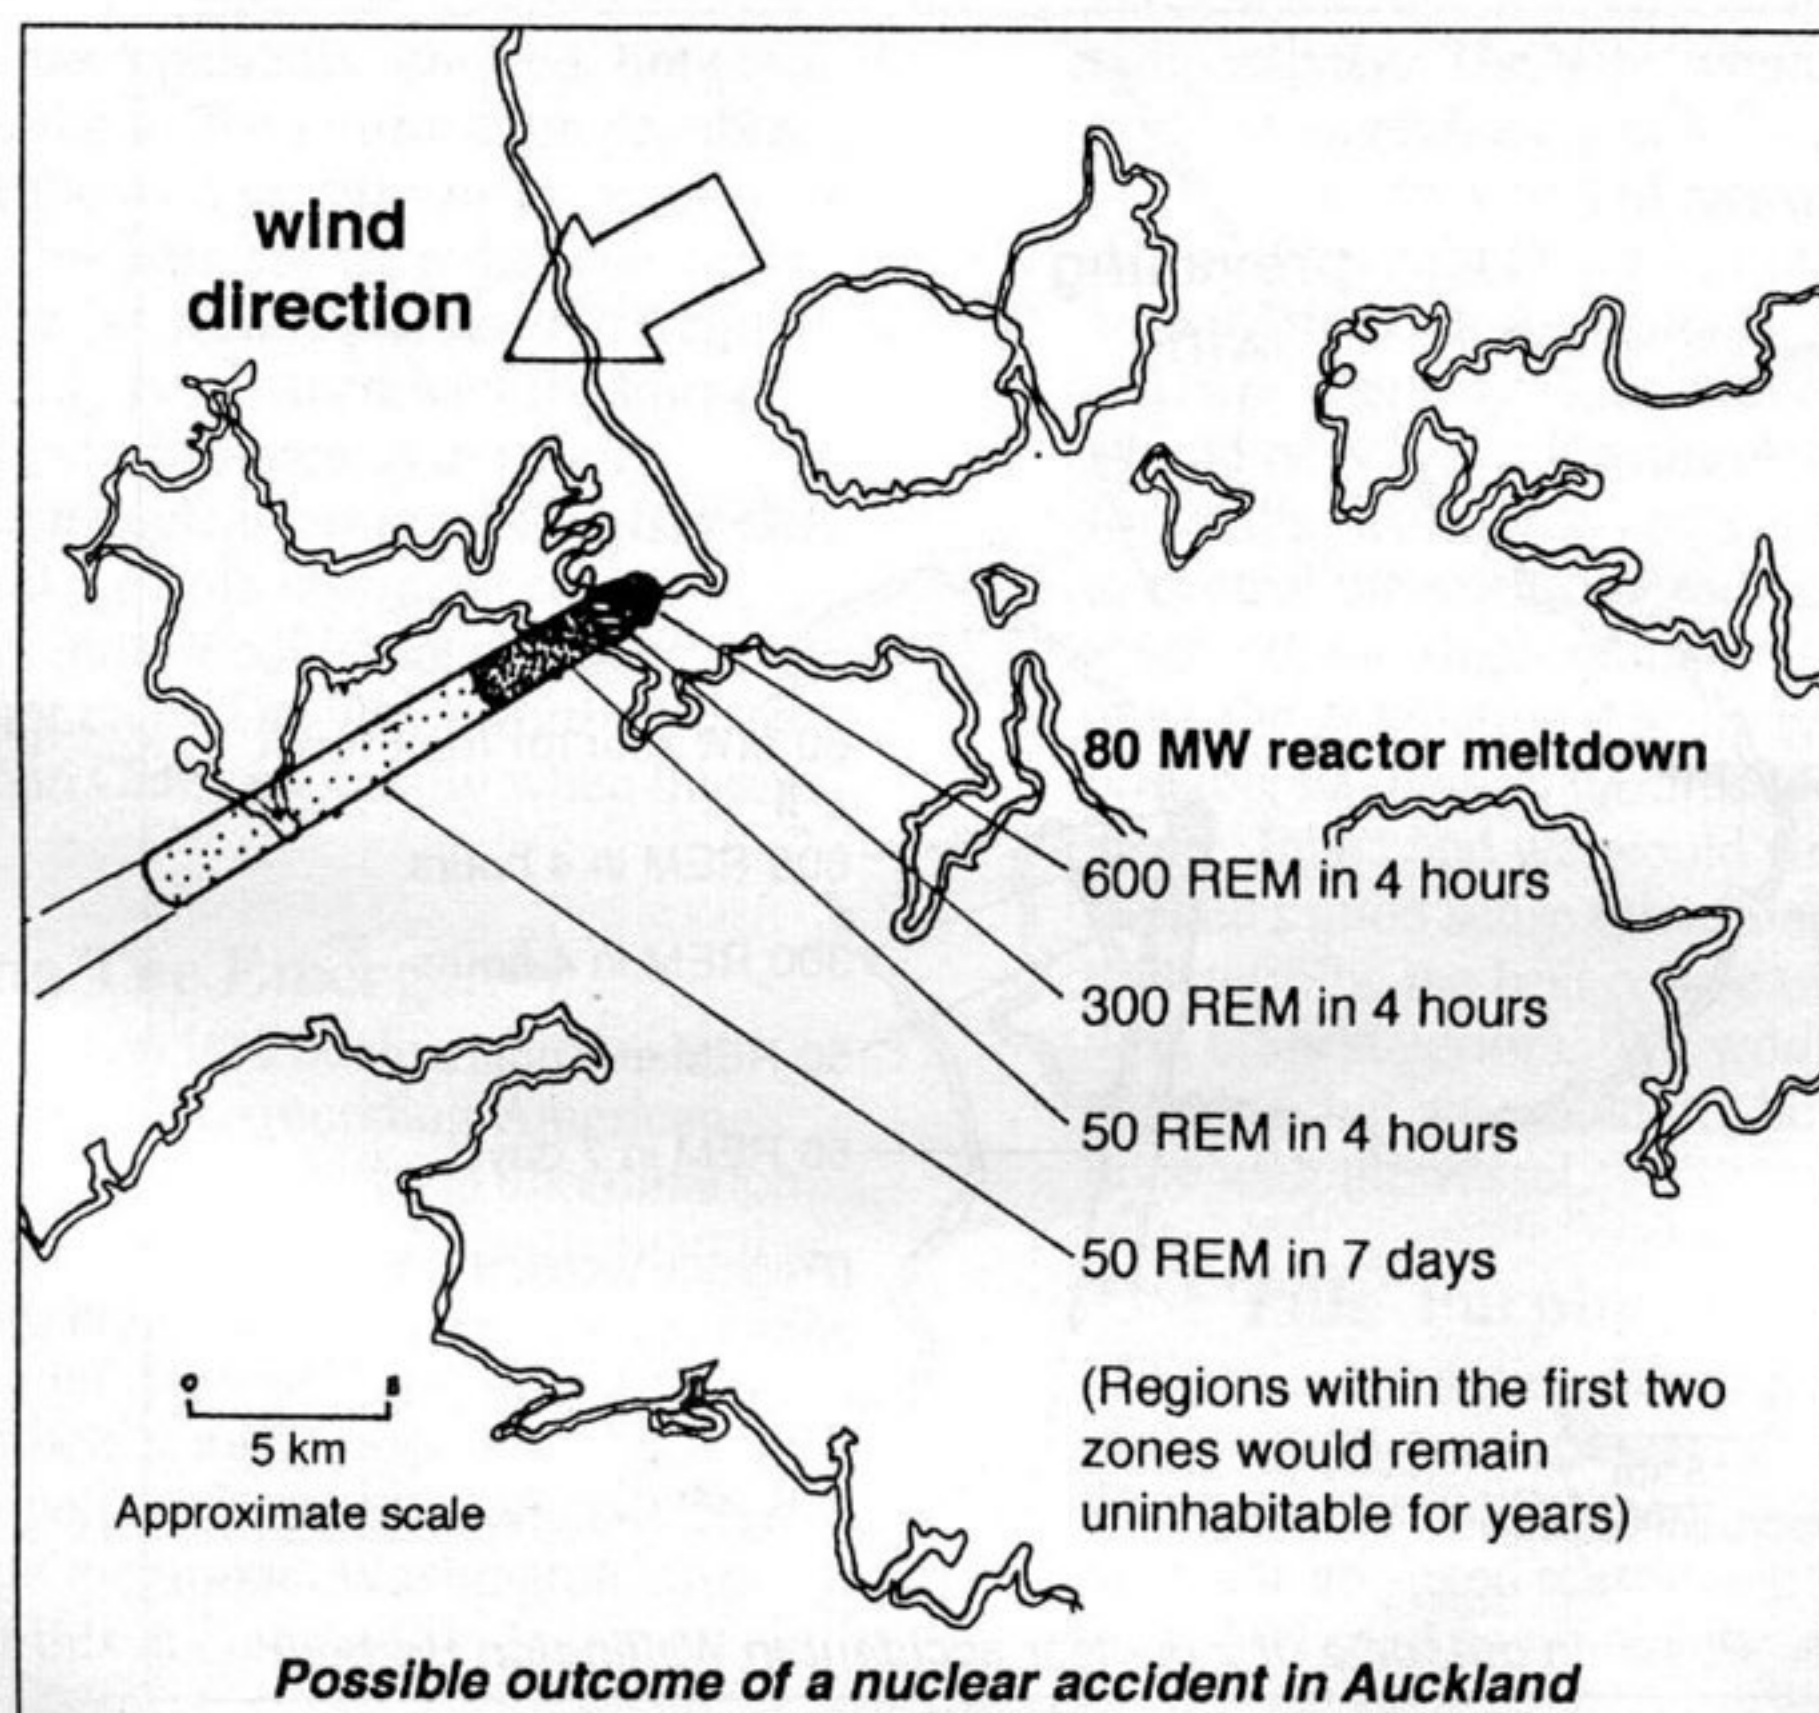 wind
direction
80 MW reactor meltdown
600 REM in 4 hours
300 REM in 4 hours
50 REM in 4 hours
50 REM in 7 days
(Regions within the first two
zones would remain
uninhabitable for years)
0 5
5 km
Approximate scale
Possible outcome of a nuclear accident in Auckland